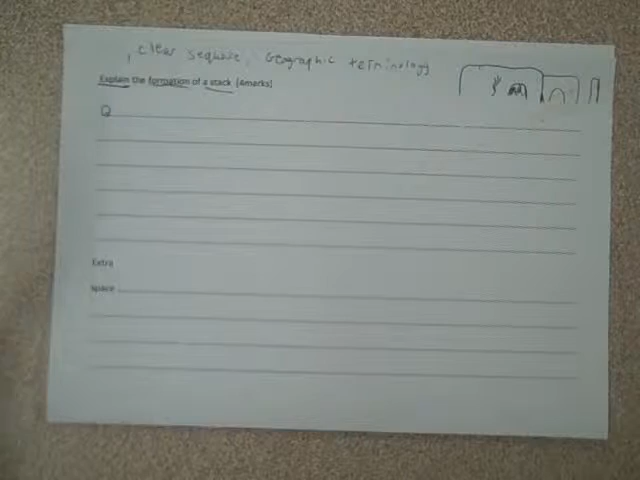 , clear sequence, Geographic terminology
Explain the formation of a stack (4marks)
Extra
space